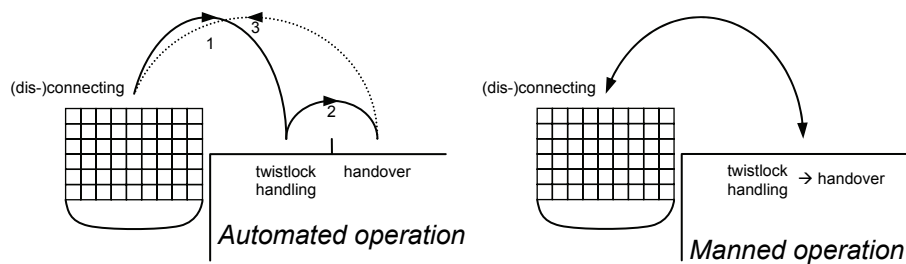 1
3
(dis-)connecting
2
twistlock
handling
handover
Automated operation
(dis-)connecting
twistlock
handling → handover
Manned operation